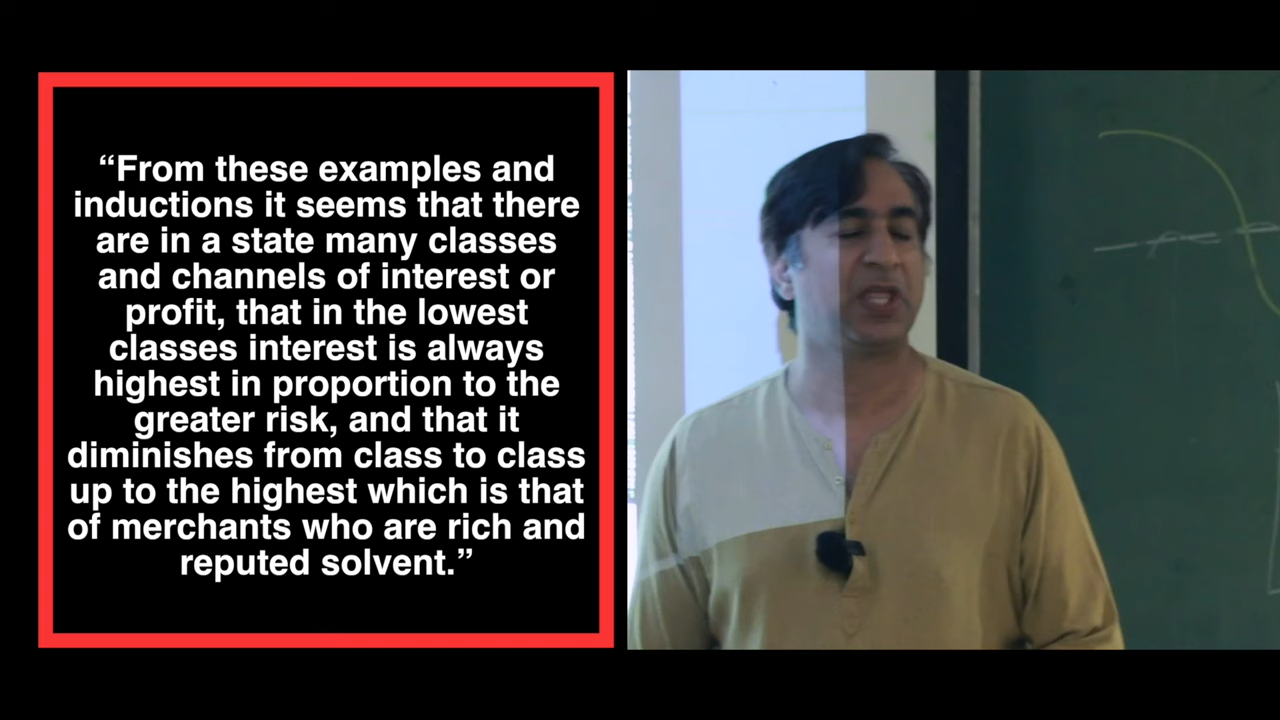 “From these examples and
inductions it seems that there
are in a state many classes
and channels of interest or
profit, that in the lowest
classes interest is always
highest in proportion to the
greater risk, and that it
diminishes from class to class
up to the highest which is that
of merchants who are rich and
reputed solvent.”